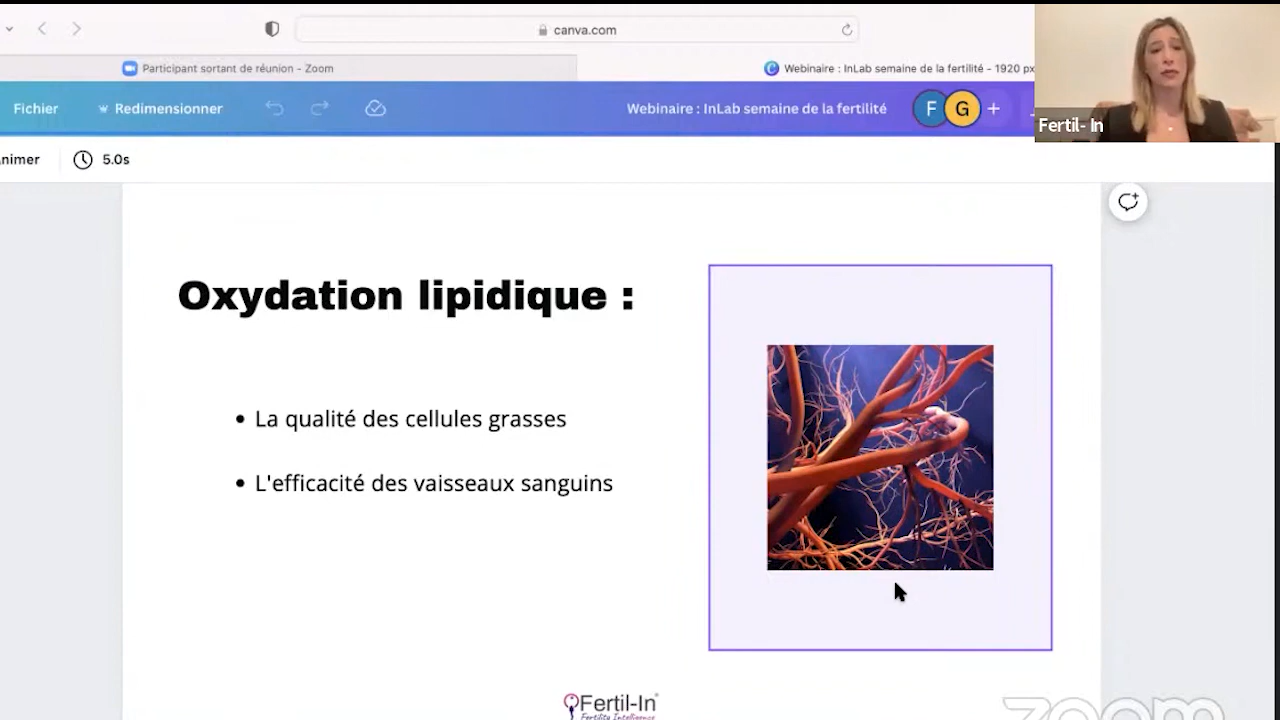 canva.com
Participant sortant de réunion - Zoom
Webinaire : InLab semaine de la fertilité - 1920 px
Fichier
Redimensionner
Webinaire : InLab semaine de la fertilité
F
G
Fertil- In
nimer
5.0s
Oxydation lipidique :
• La qualité des cellules grasses
• L'efficacité des vaisseaux sanguins
Fertil-In
Fertility Intelligence
zoom